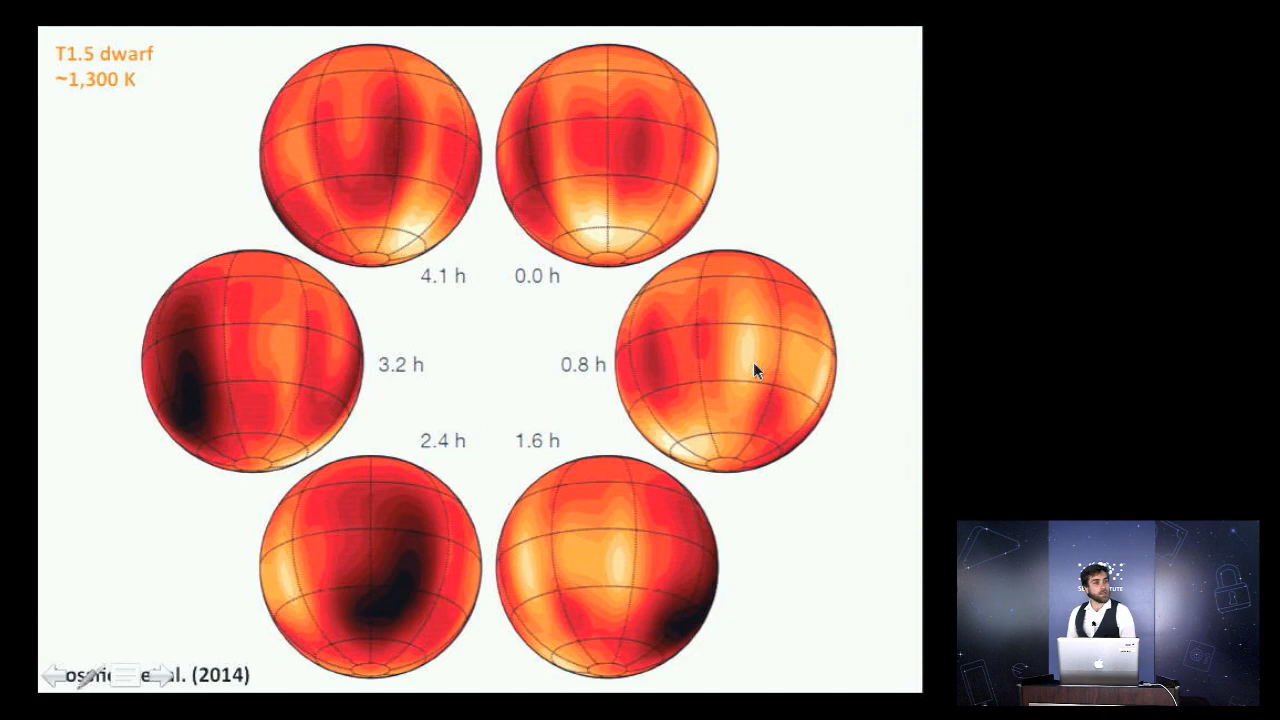 T1.5 dwarf
~1,300 K
4.1 h
0.0 h
3.2 h
0.8 h
2.4 h
1.6 h
al. (2014)